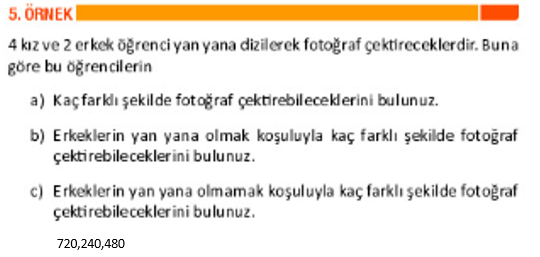 5. ÖRNEK
4 kız ve 2 erkek öğrenci yan yana dizilerek fotoğraf çektireceklerdir. Buna
göre bu öğrencilerin
a) Kaç farklı şekilde fotoğraf çektirebileceklerini bulunuz.
b) Erkeklerin yan yana olmak koşuluyla kaç farklı şekilde fotoğraf
çektirebileceklerini bulunuz.
c) Erkeklerin yan yana olmamak koşuluyla kaç farklı şekilde fotoğraf
çektirebileceklerini bulunuz.
720,240,480